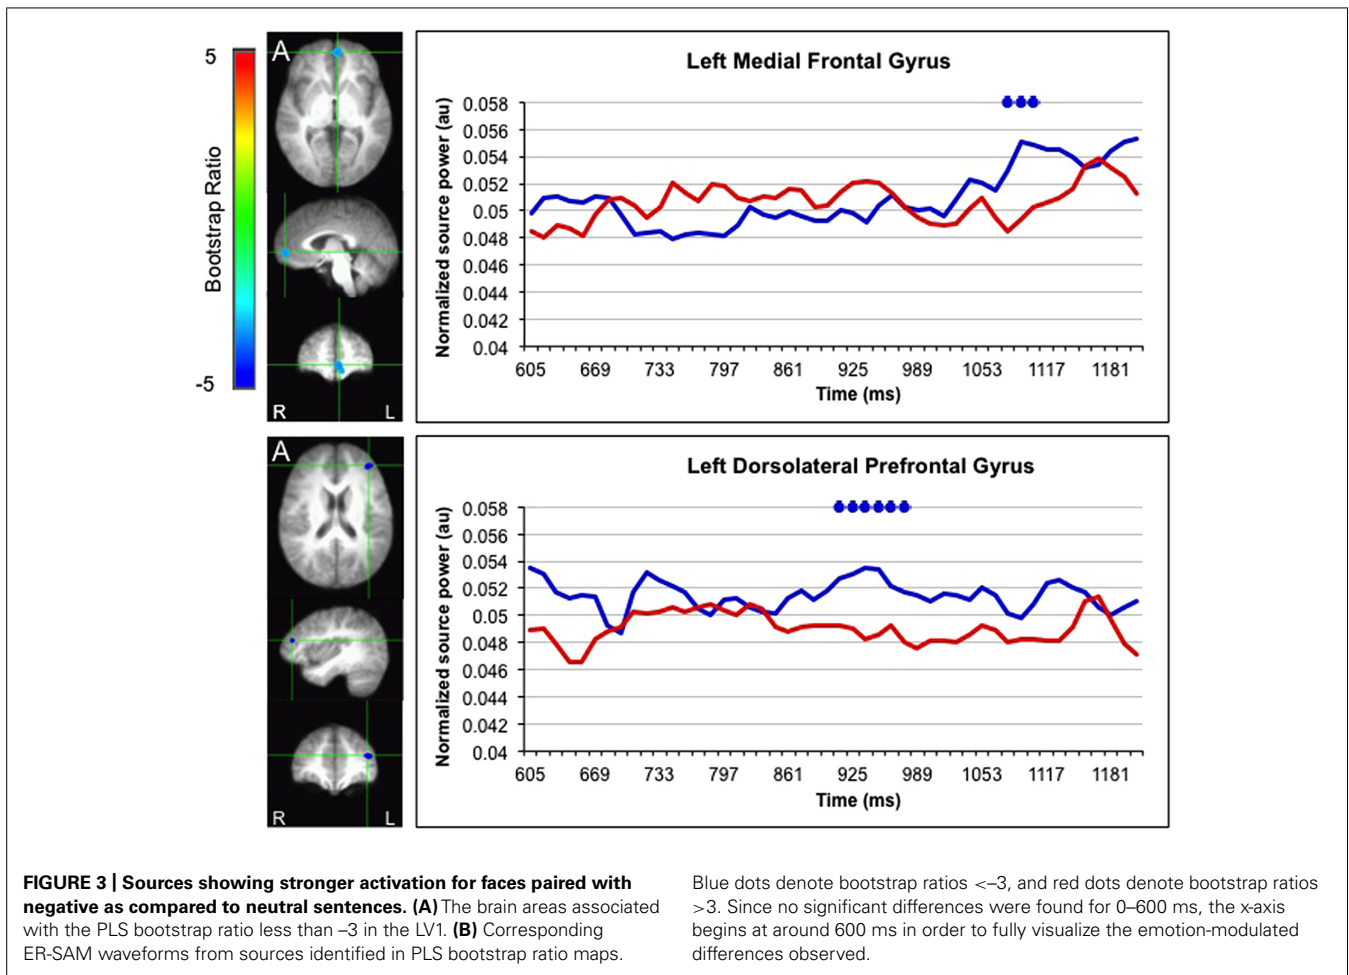 5
Bootstrap Ratio
-5
A
R L
Left Medial Frontal Gyrus
Normalized source power (au)
0.058
0.056
0.054
0.052
0.05
0.048
0.046
0.044
0.042
0.04
605 669 733 797 861 925 989 1053 1117 1181
Time (ms)
A
R L
Left Dorsolateral Prefrontal Gyrus
Normalized source power (au)
0.058
0.056
0.054
0.052
0.05
0.048
0.046
0.044
0.042
0.04
605 669 733 797 861 925 989 1053 1117 1181
Time (ms)
FIGURE 3 | Sources showing stronger activation for faces paired with
negative as compared to neutral sentences. (A) The brain areas associated
with the PLS bootstrap ratio less than –3 in the LV1. (B) Corresponding
ER-SAM waveforms from sources identified in PLS bootstrap ratio maps.
Blue dots denote bootstrap ratios <–3, and red dots denote bootstrap ratios
>3. Since no significant differences were found for 0–600 ms, the x-axis
begins at around 600 ms in order to fully visualize the emotion-modulated
differences observed.